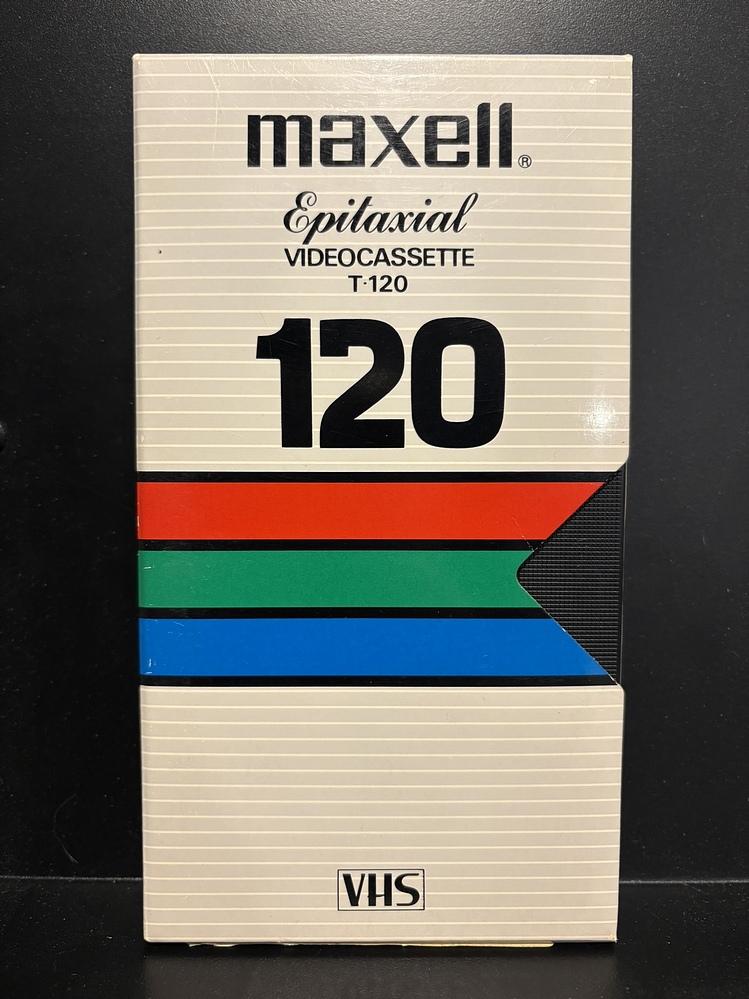 maxell®
Epitaxial
VIDEOCASSETTE
T-120
120
VHS